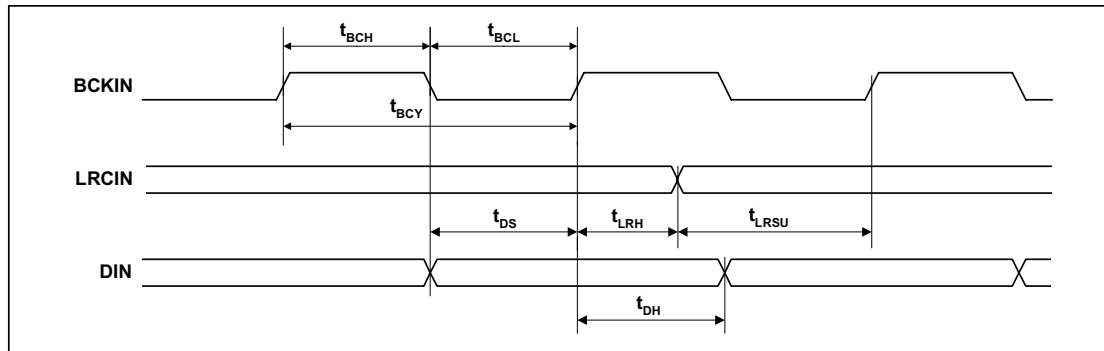 tBCH
tBCL
BCKIN
tBCY
LRCIN
tDS
tLRH
tLRSU
DIN
tDH